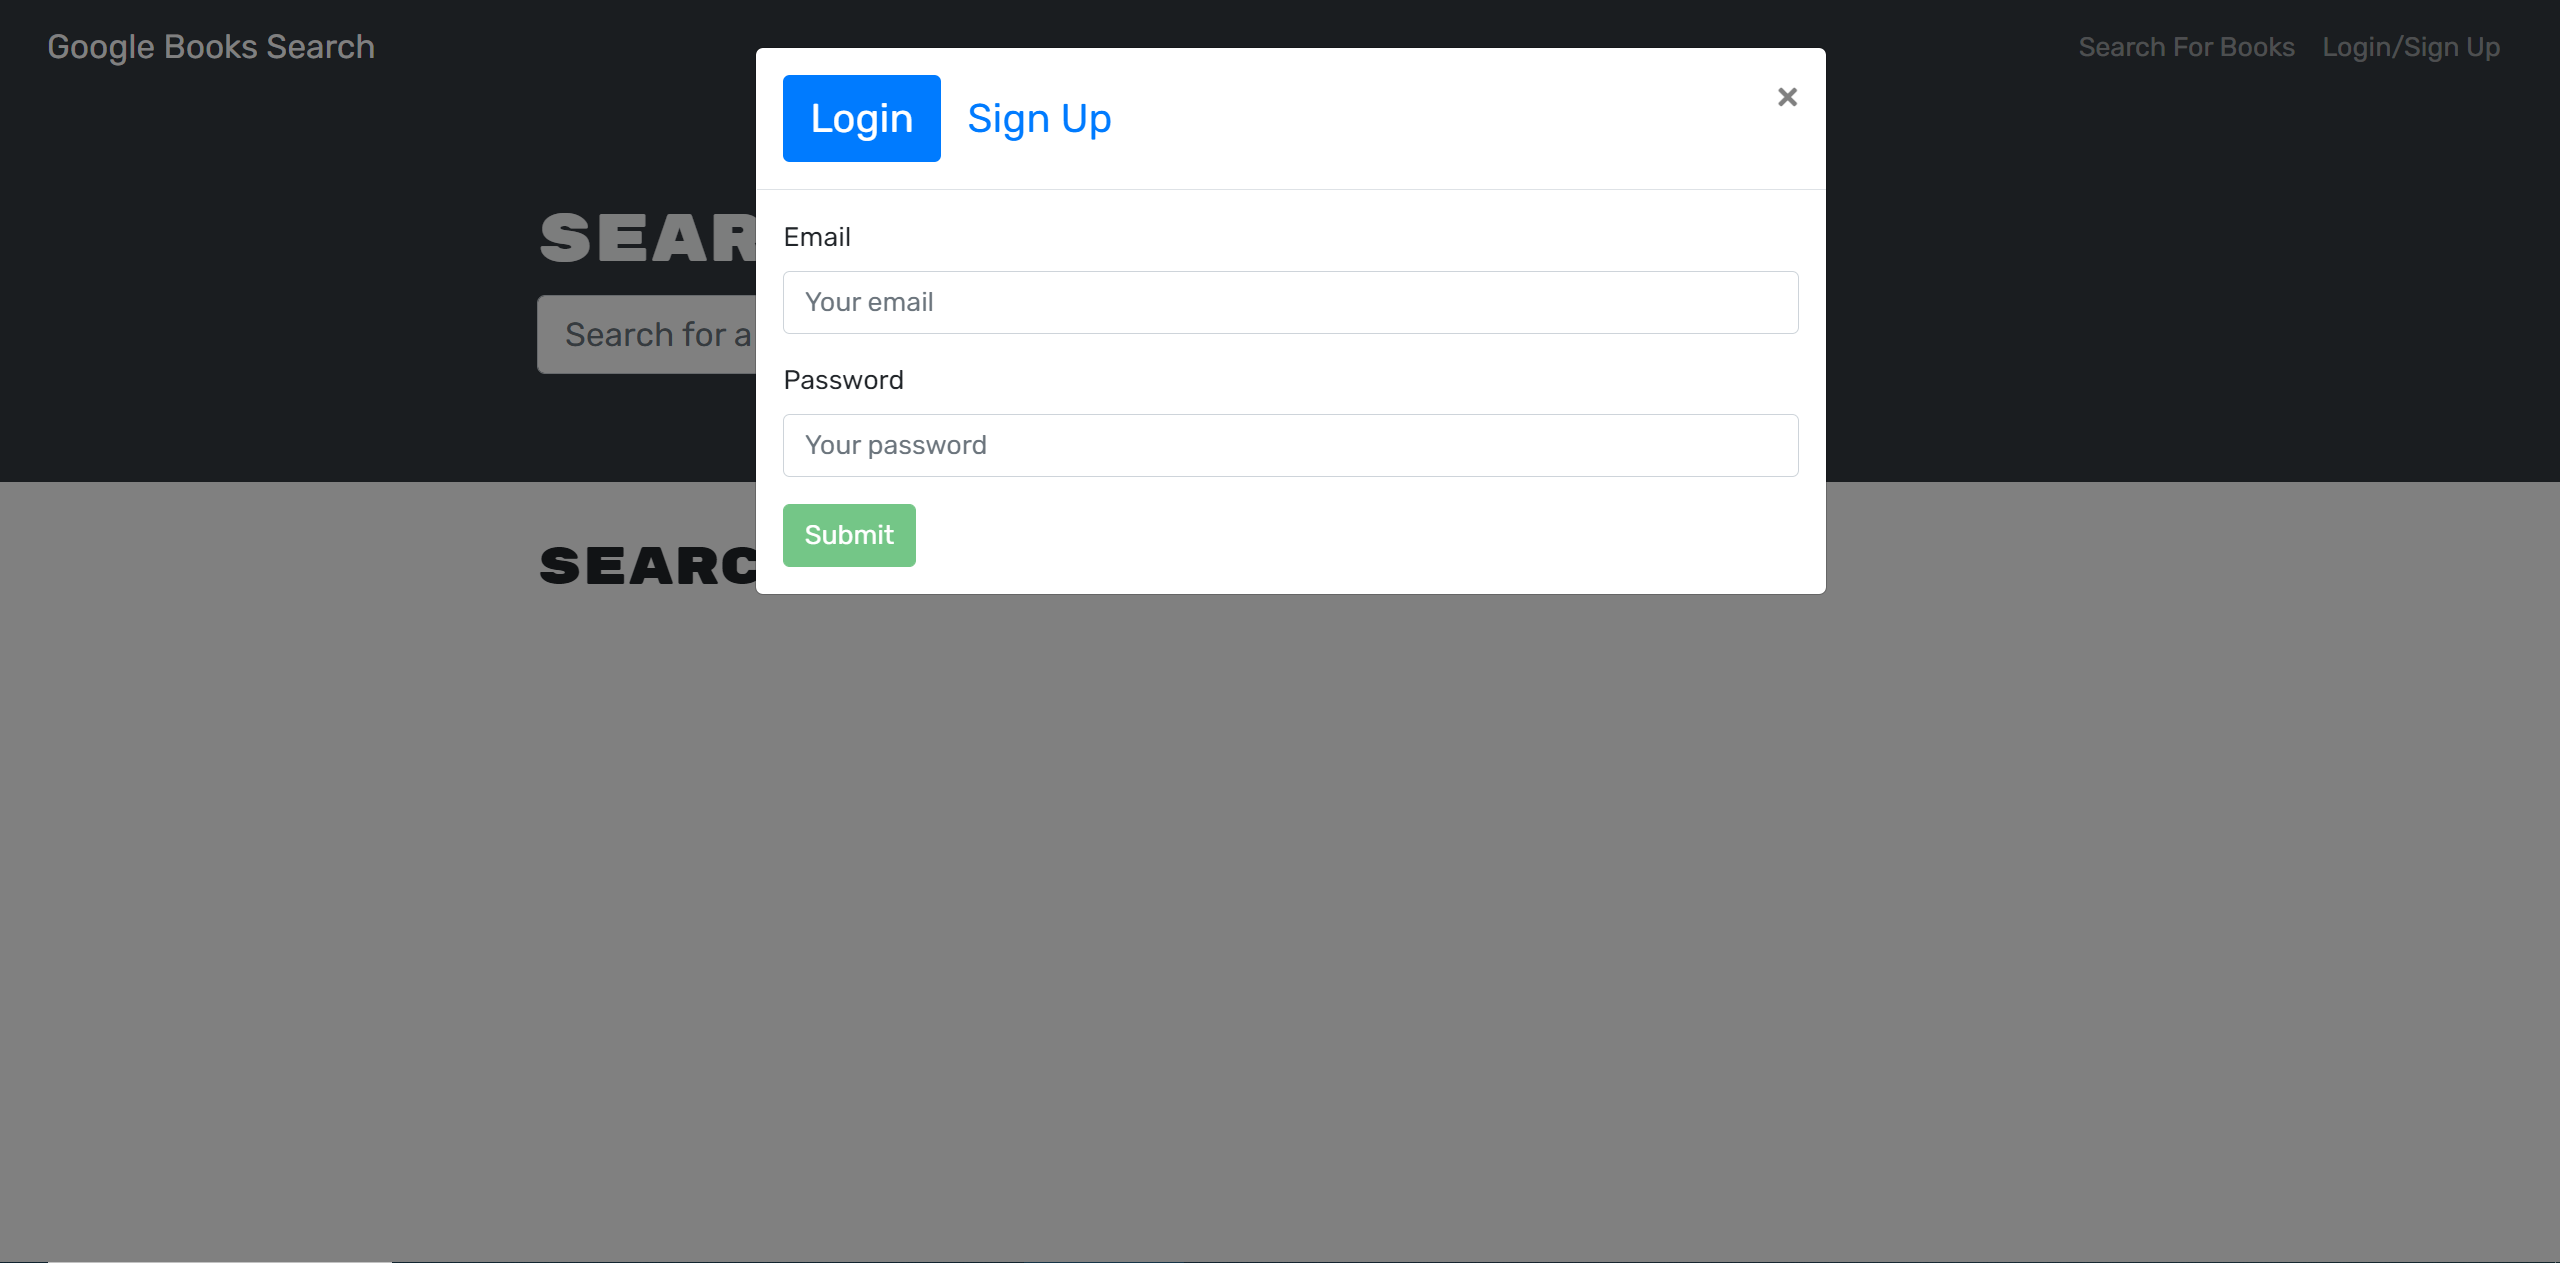 Google Books Search
Search For Books
Login/Sign Up
Login
Sign Up
×
Email
Your email
Password
Your password
Submit
SEAR
Search for a
SEARC